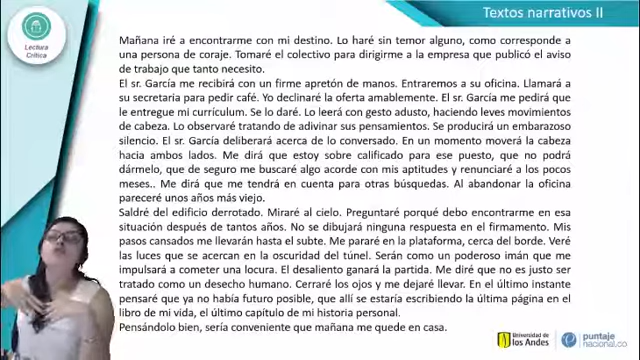 Textos narrativos II
Lectura
Crítica
Mañana iré a encontrarme con mi destino. Lo haré sin temor alguno, como corresponde a
una persona de coraje. Tomaré el colectivo para dirigirme a la empresa que publicó el aviso
de trabajo que tanto necesito.
El sr. García me recibirá con un firme apretón de manos. Entraremos a su oficina. Llamará a
su secretaria para pedir café. Yo declinaré la oferta amablemente. El sr. García me pedirá que
le entregue mi currículum. Se lo daré. Lo leerá con gesto adusto, haciendo leves movimientos
de cabeza. Lo observaré tratando de adivinar sus pensamientos. Se producirá un embarazoso
silencio. El sr. García deliberará acerca de lo conversado. En un momento moverá la cabeza
hacia ambos lados. Me dirá que estoy sobre calificado para ese puesto, que no podrá
dármelo, que de seguro me buscaré algo acorde con mis aptitudes y renunciaré a los pocos
meses.. Me dirá que me tendrá en cuenta para otras búsquedas. Al abandonar la oficina
pareceré unos años más viejo.
Saldré del edificio derrotado. Miraré al cielo. Preguntaré porqué debo encontrarme en esa
situación después de tantos años. No se dibujará ninguna respuesta en el firmamento. Mis
pasos cansados me llevarán hasta el subte. Me pararé en la plataforma, cerca del borde. Veré
las luces que se acercan en la oscuridad del túnel. Serán como un poderoso imán que me
impulsará a cometer una locura. El desaliento ganará la partida. Me diré que no es justo ser
tratado como un desecho humano. Cerraré los ojos y me dejaré llevar. En el último instante
pensaré que ya no había futuro posible, que allí se estaría escribiendo la última página en el
libro de mi vida, el último capítulo de mi historia personal.
Pensándolo bien, sería conveniente que mañana me quede en casa.
Universidad de
los Andes
puntaje
nacional.co